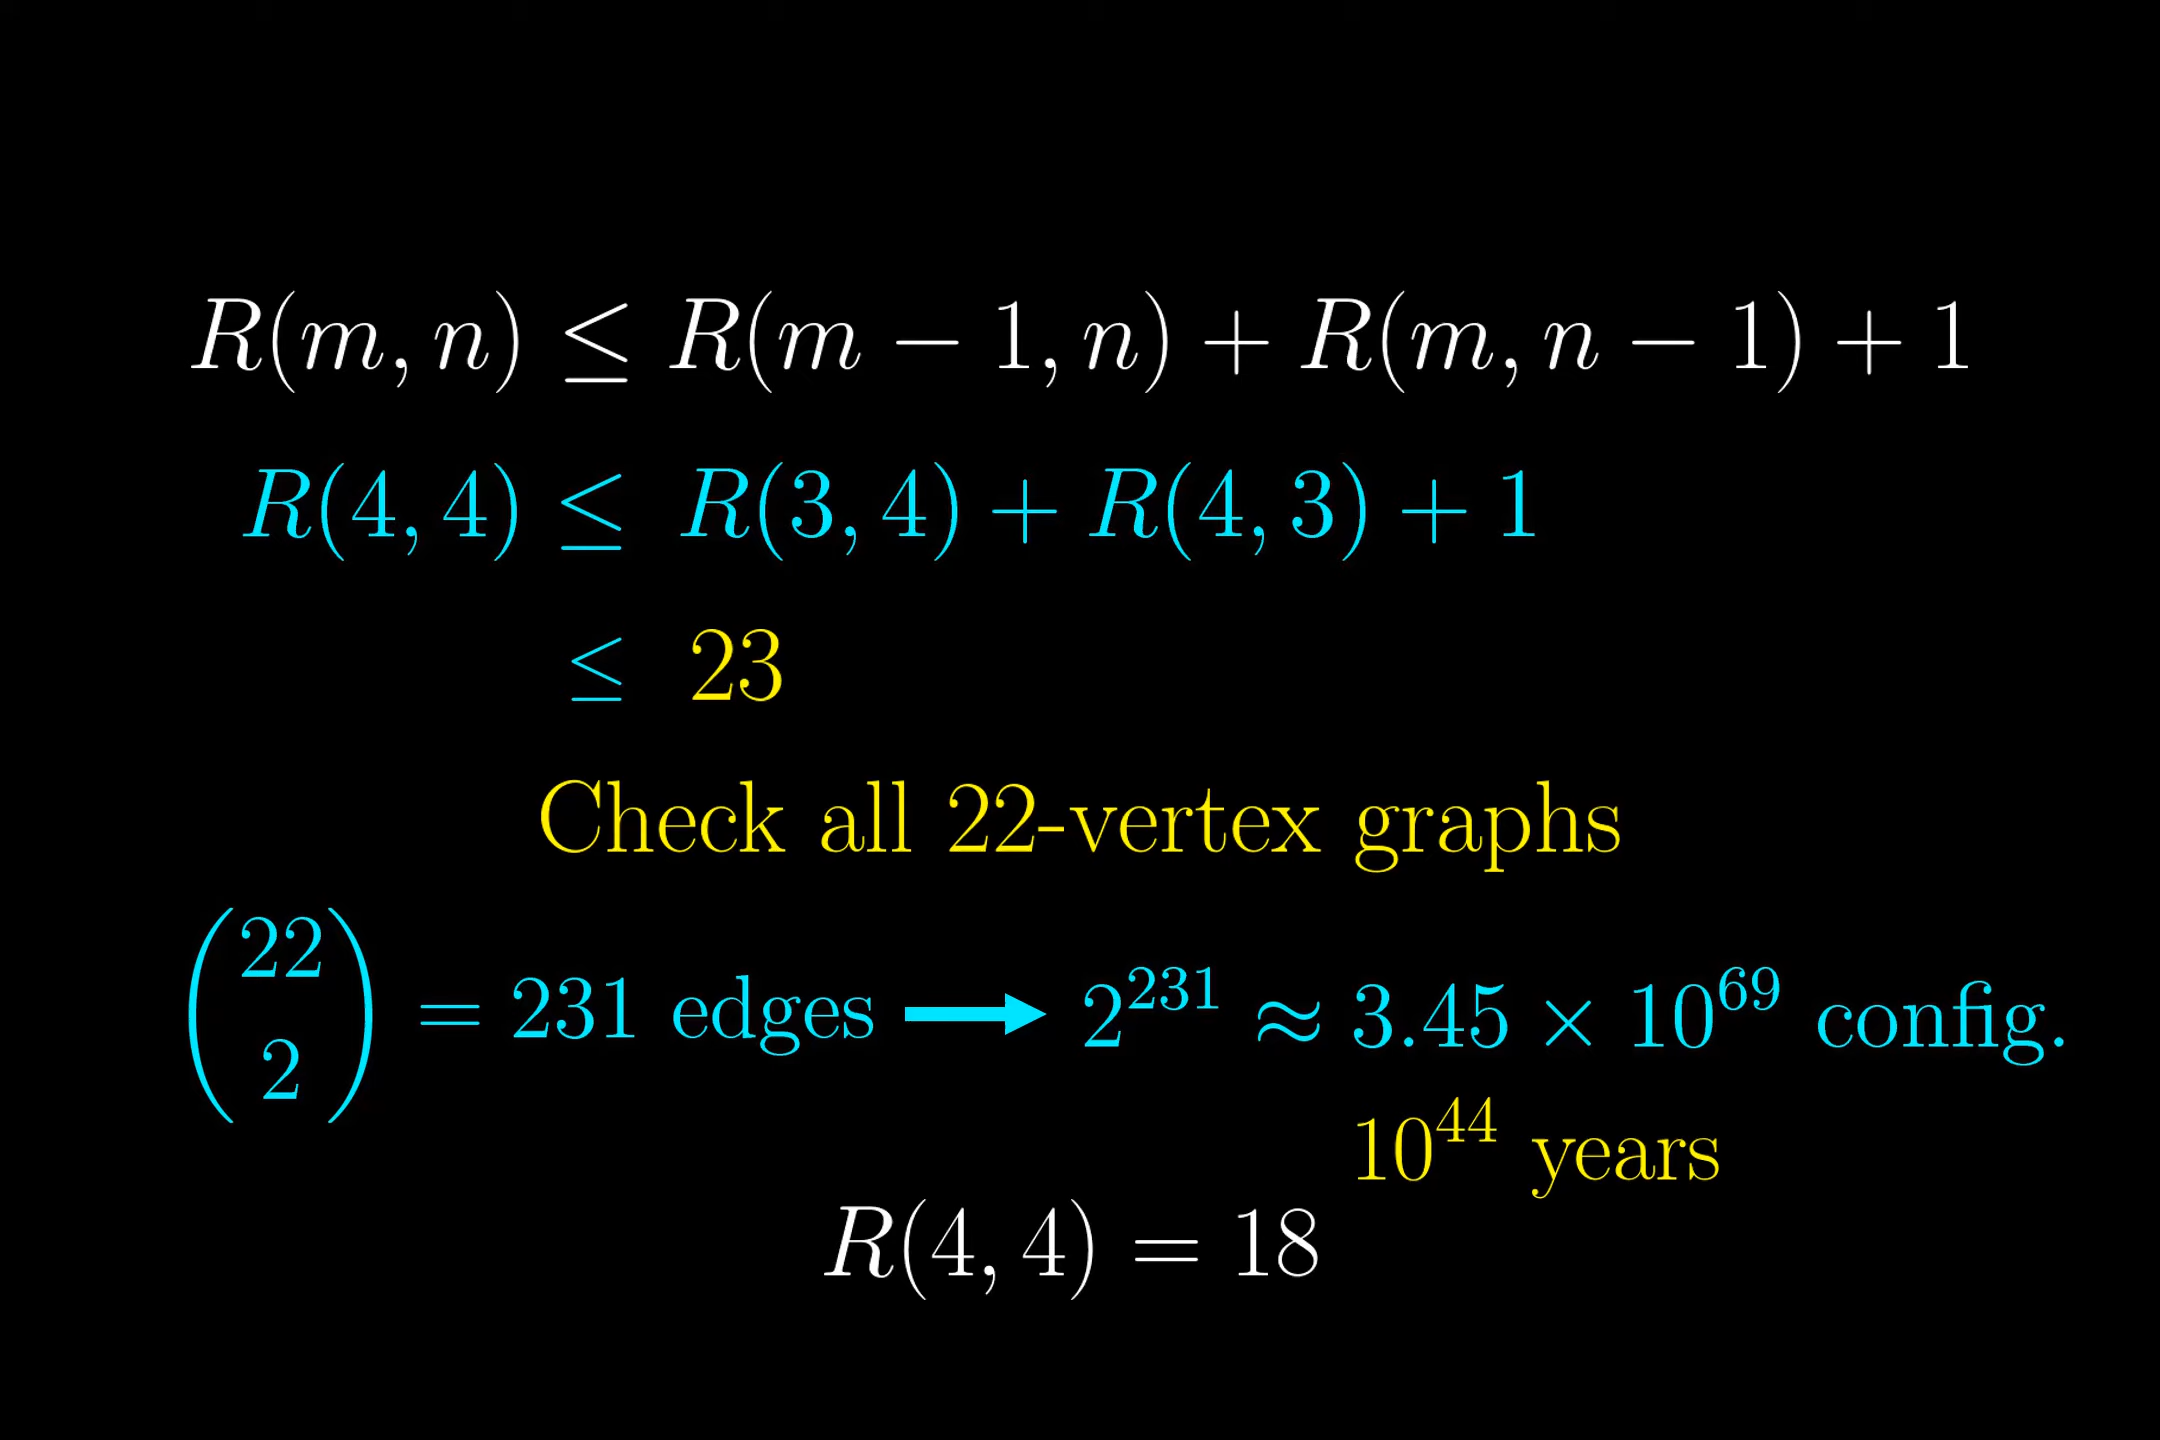 R(m, n) ≤ R(m − 1, n) + R(m, n − 1) + 1
R(4, 4) ≤ R(3, 4) + R(4, 3) + 1
≤ 23
Check all 22-vertex graphs
(22 2) = 231 edges → 2^231 ≈ 3.45 × 10^69 config.
10^44 years
R(4, 4) = 18